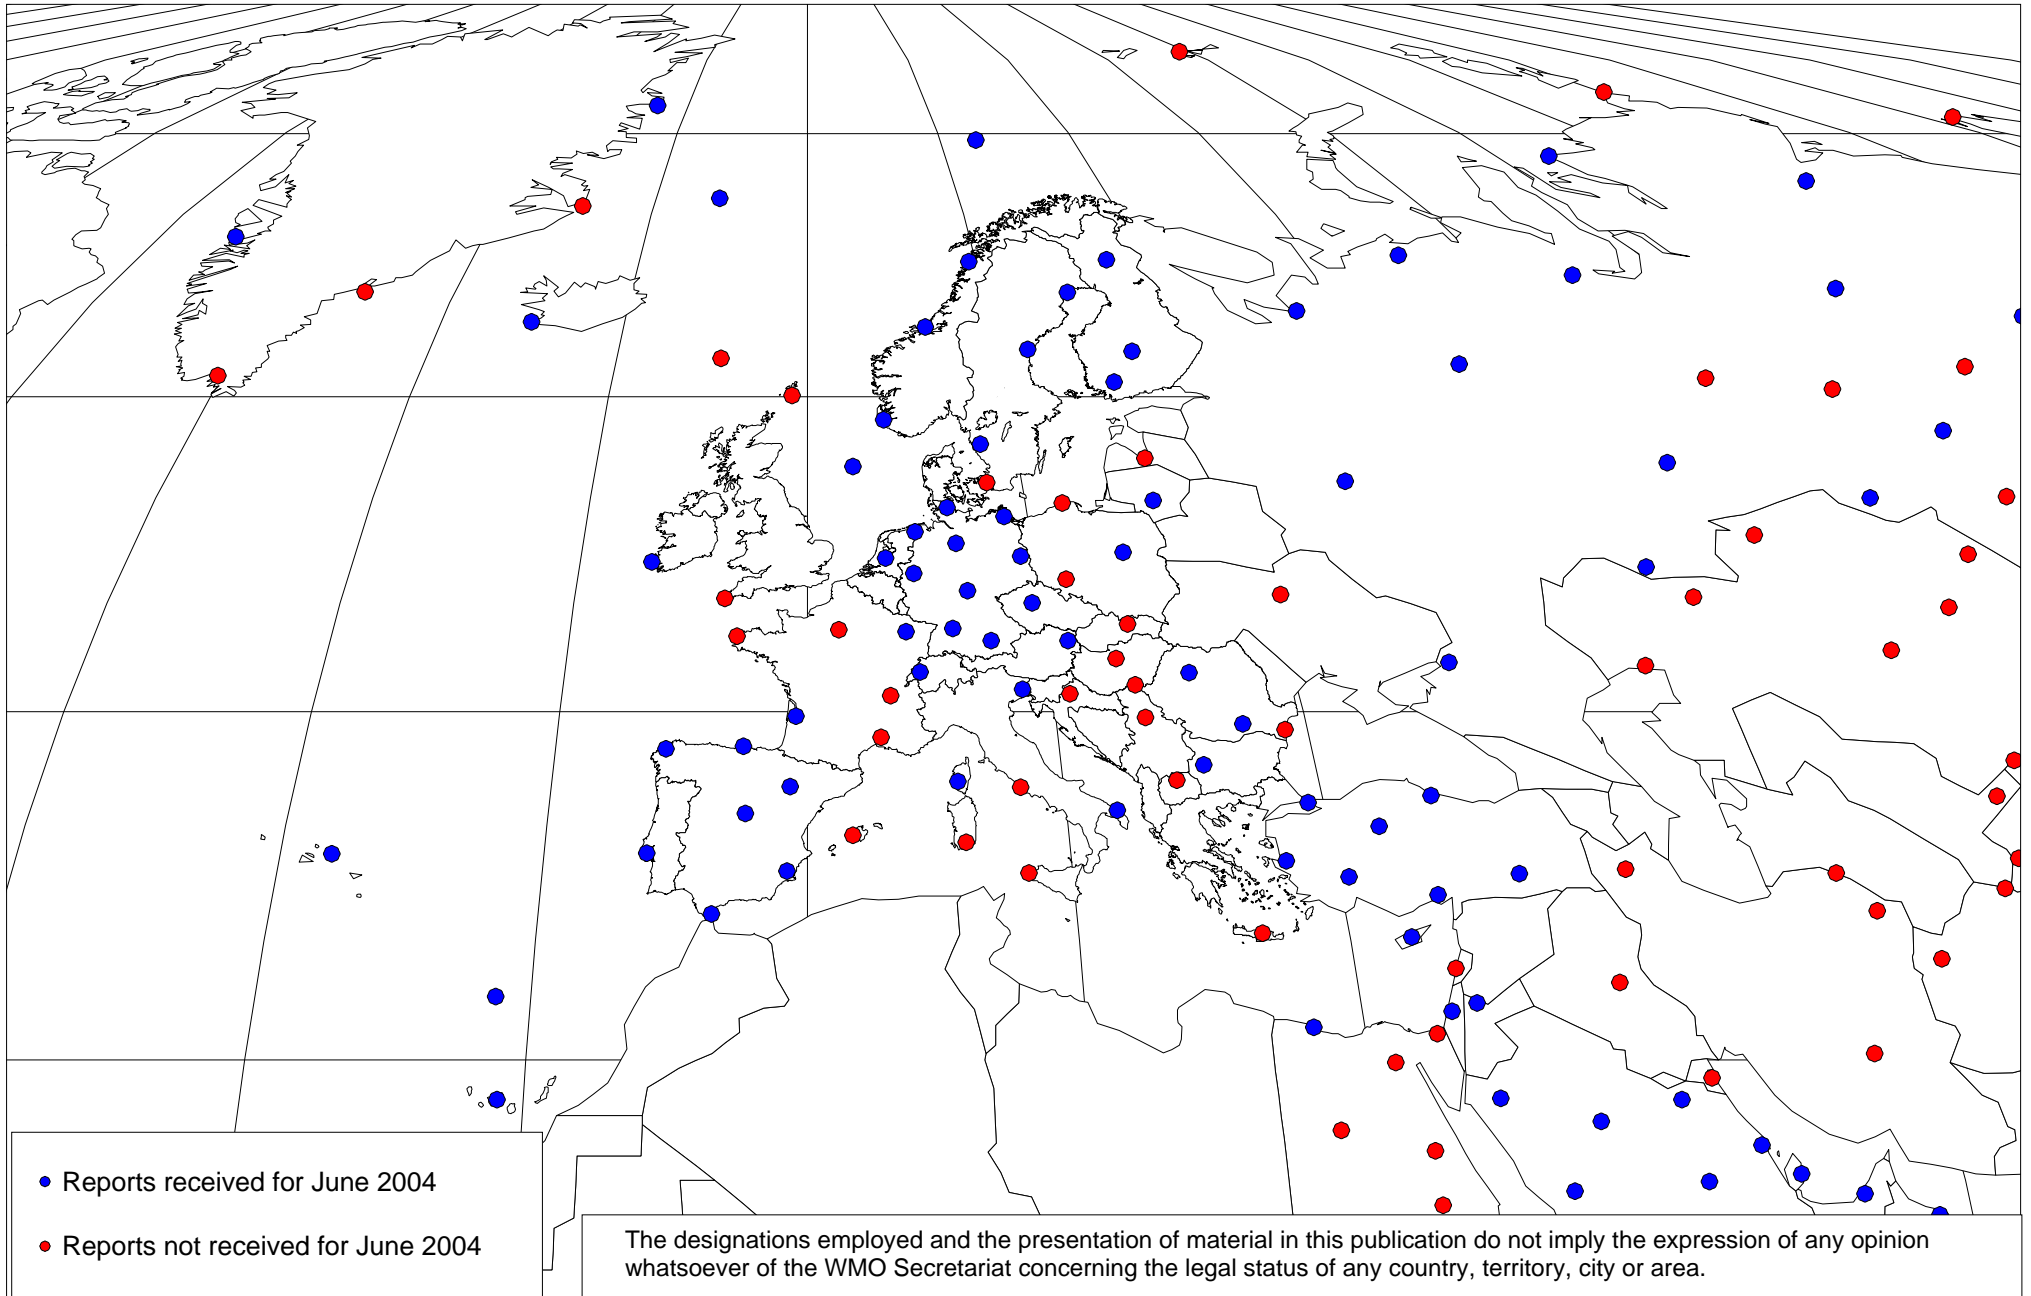 Reports received for June 2004
Reports not received for June 2004
The designations employed and the presentation of material in this publication do not imply the expression of any opinion
whatsoever of the WMO Secretariat concerning the legal status of any country, territory, city or area.